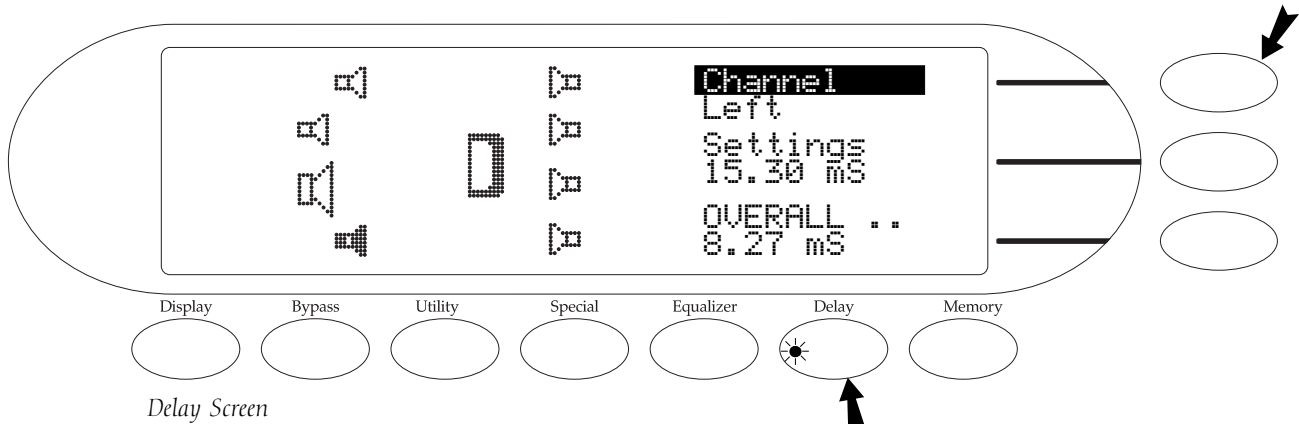 Channel
Left
Settings
15.30 mS
OVERALL ..
8.27 mS
Display Bypass Utility Special Equalizer Delay Memory
Delay Screen